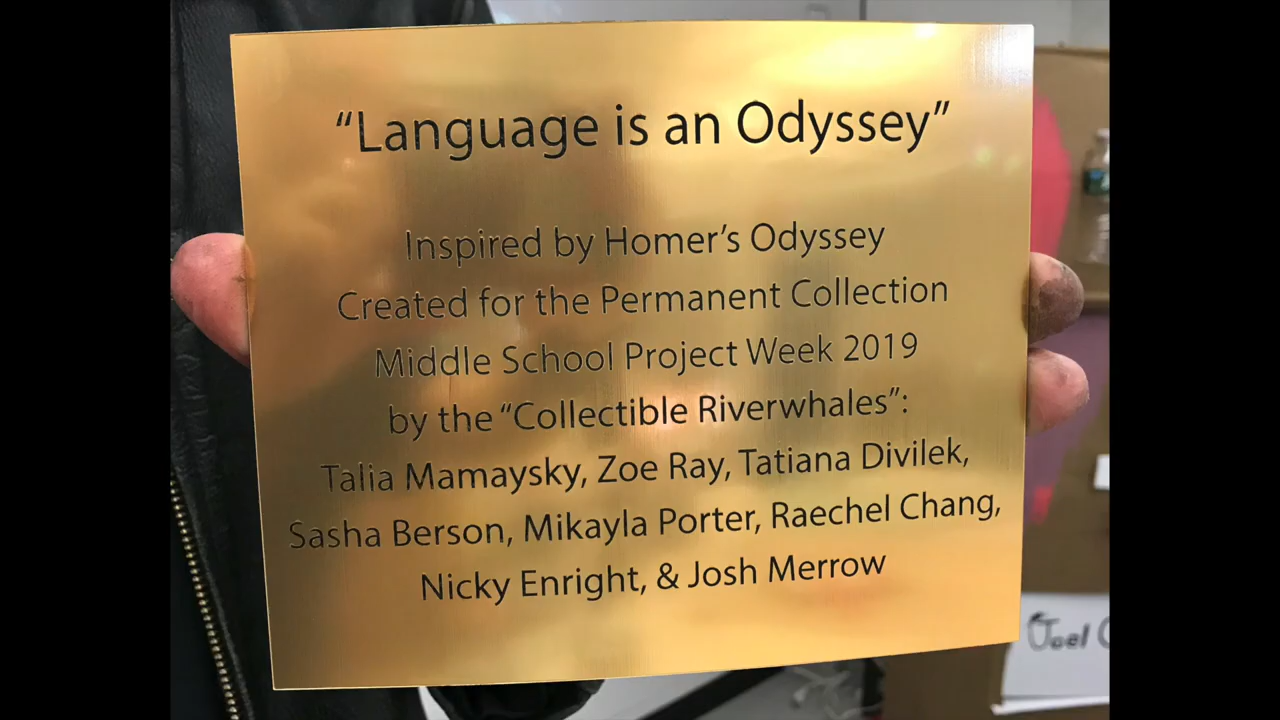 “Language is an Odyssey”
Inspired by Homer’s Odyssey
Created for the Permanent Collection
Middle School Project Week 2019
by the “Collectible Riverwhales”:
Talia Mamaysky, Zoe Ray, Tatiana Divilek,
Sasha Berson, Mikayla Porter, Raechel Chang,
Nicky Enright, & Josh Merrow
Joel